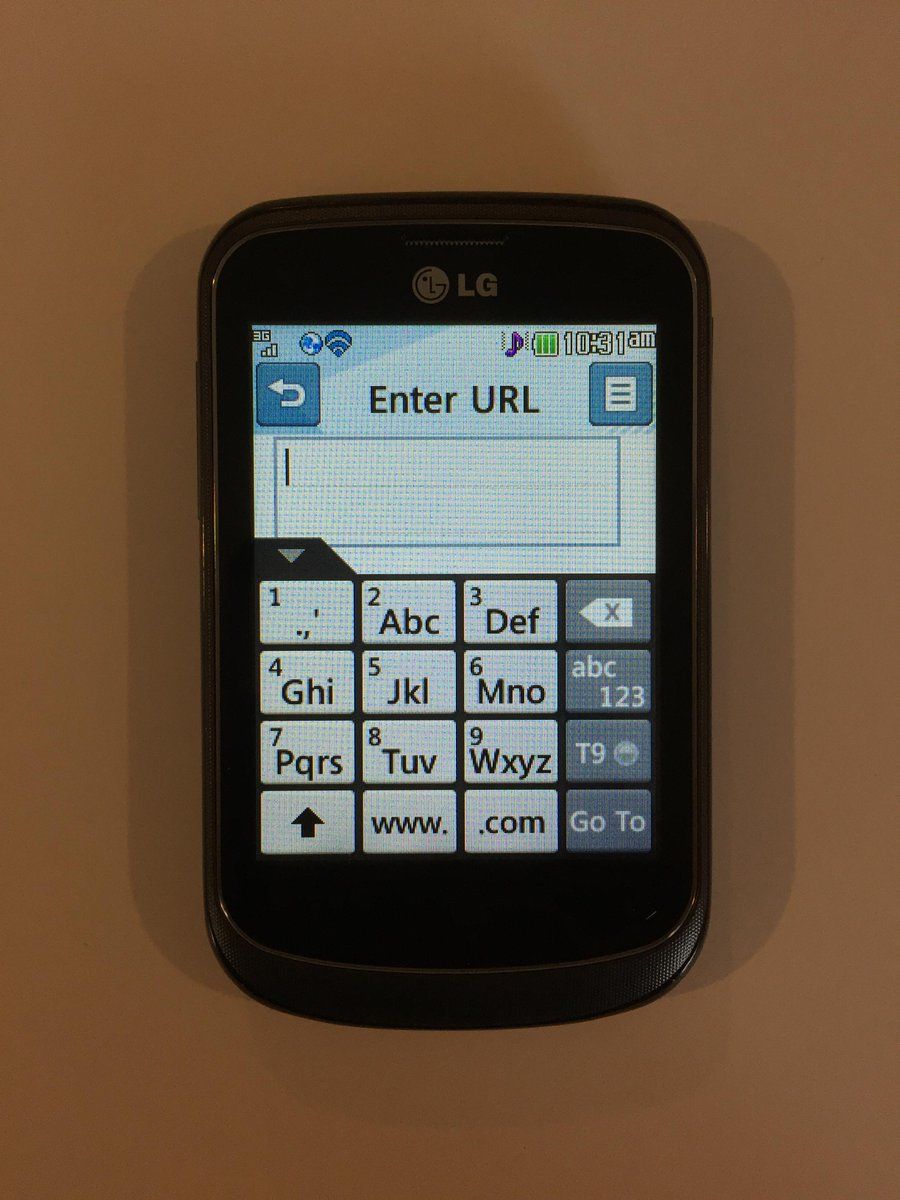 LG
3G
10:31am
Enter URL
1 .,' 2 Abc 3 Def X
4 Ghi 5 Jkl 6 Mno abc 123
7 Pqrs 8 Tuv 9 Wxyz T9
www. .com Go To